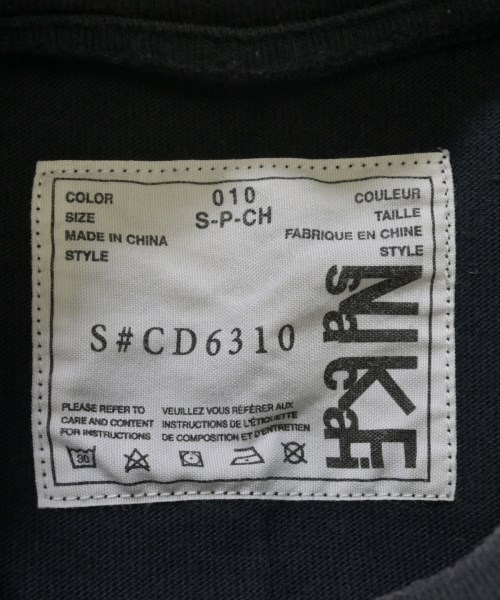 COLOR 010 COULEUR
SIZE S-P-CH TAILLE
MADE IN CHINA FABRIQUE EN CHINE
STYLE STYLE
S#CD6310
NIKE
sacai
PLEASE REFER TO
CARE AND CONTENT
FOR INSTRUCTIONS
VEUILLEZ VOUS RÉFÉRER AUX
INSTRUCTIONS DE L'ÉTIQUETTE
DE COMPOSITION ET D'ENTRETIEN
30